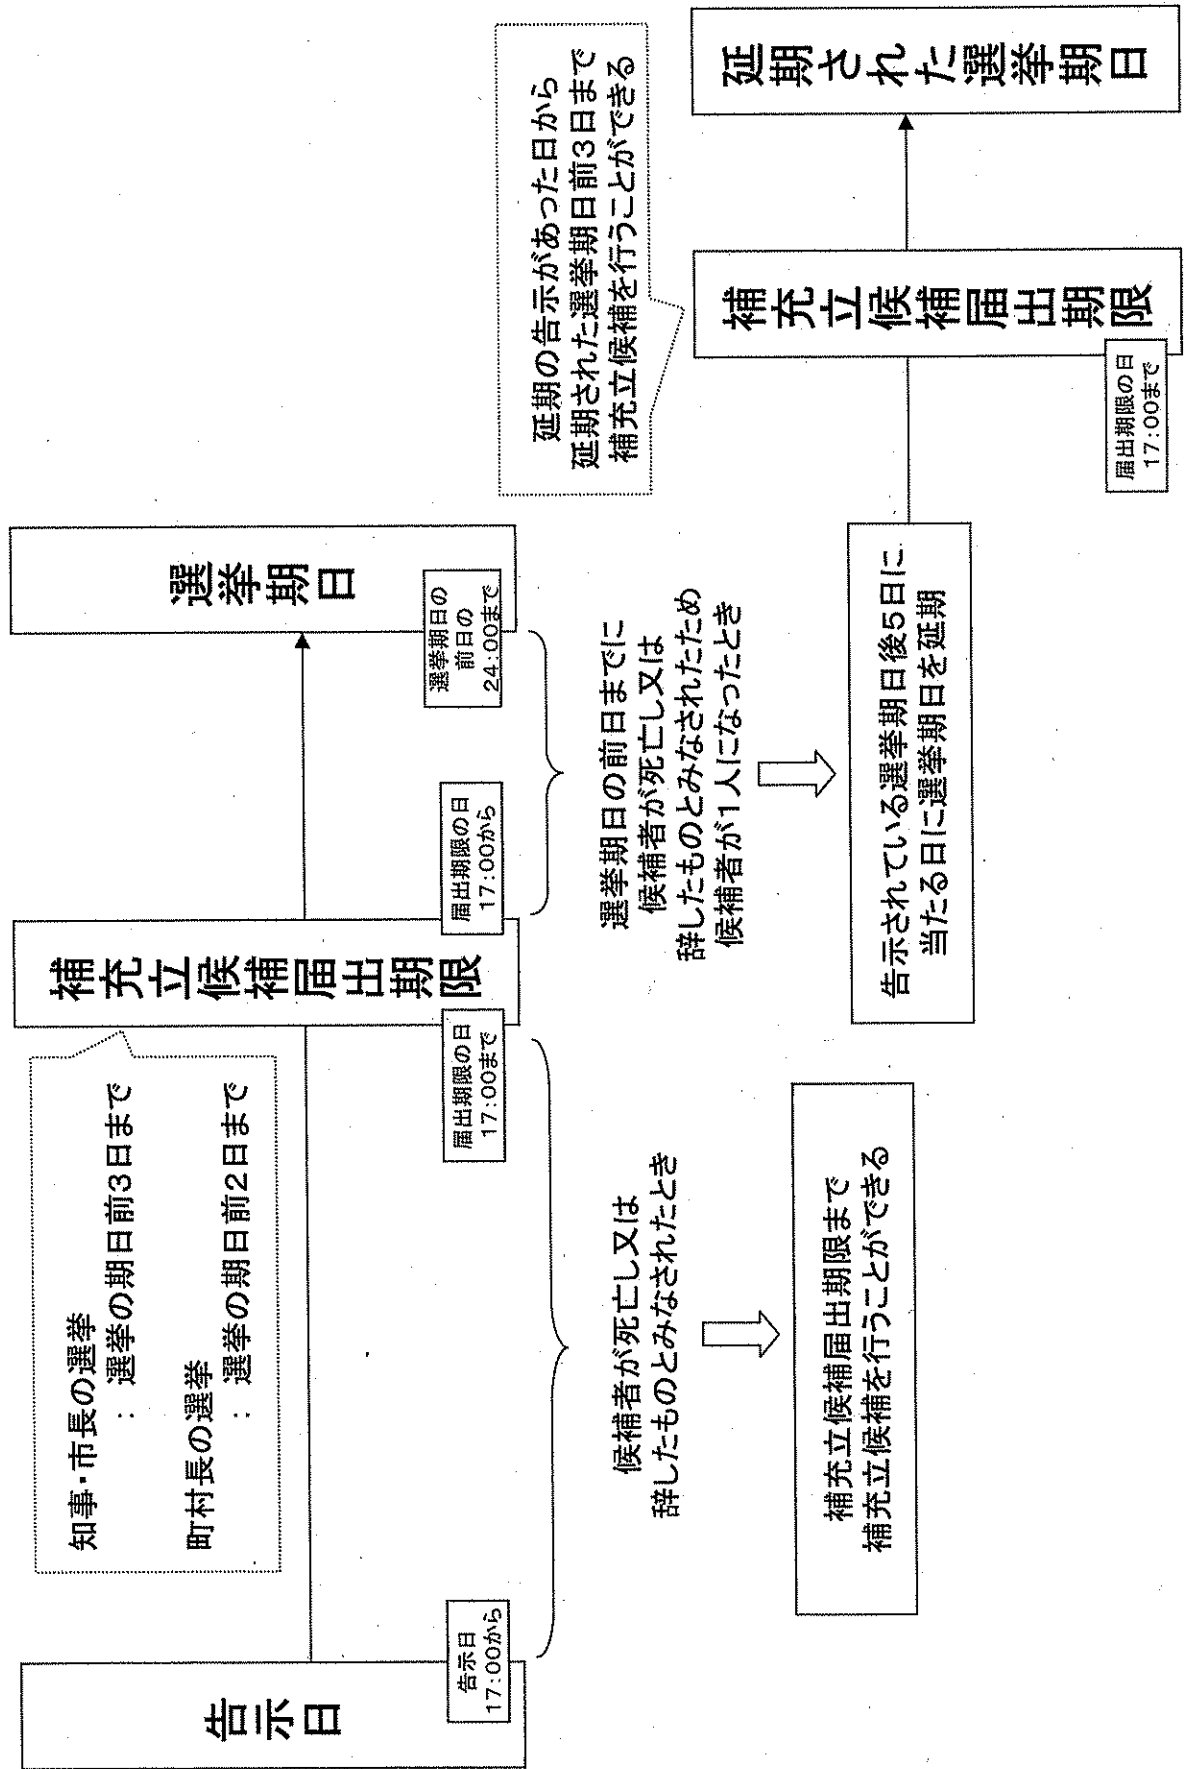 告示日
告示日
17:00から
知事・市長の選挙
： 選挙の期日前3日まで
町村長の選挙
： 選挙の期日前2日まで
補充立候補届出期限
届出期限の日
17:00まで
届出期限の日
17:00から
選挙期日
選挙期日の
前日の
24:00まで
候補者が死亡し又は
辞したものとみなされたとき
補充立候補届出期限まで
補充立候補を行うことができる
選挙期日の前日までに
候補者が死亡し又は
辞したものとみなされたため
候補者が1人になったとき
告示されている選挙期日後5日に
当たる日に選挙期日を延期
延期の告示があった日から
延期された選挙期日前3日まで
補充立候補を行うことができる
補充立候補届出期限
届出期限の日
17:00まで
延期された選挙期日